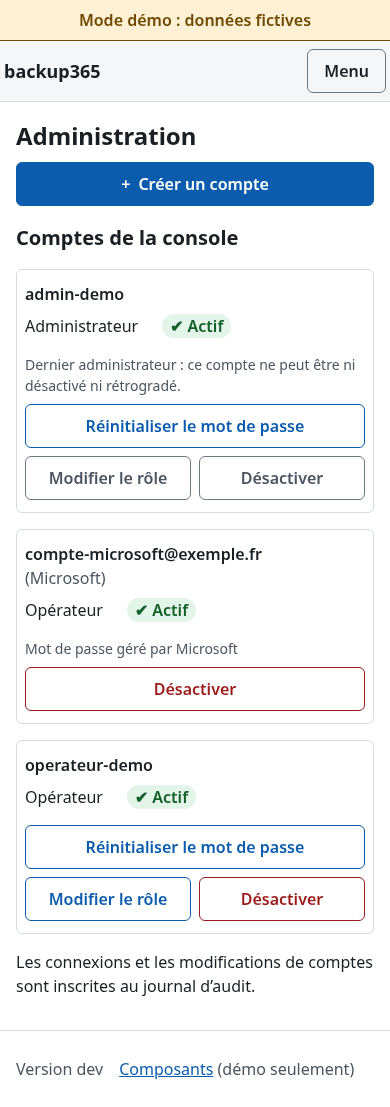 Mode démo : données fictives
backup365
Menu
Administration
+ Créer un compte
Comptes de la console
admin-demo
Administrateur ✔ Actif
Dernier administrateur : ce compte ne peut être ni
désactivé ni rétrogradé.
Réinitialiser le mot de passe
Modifier le rôle
Désactiver
compte-microsoft@exemple.fr
(Microsoft)
Opérateur ✔ Actif
Mot de passe géré par Microsoft
Désactiver
operateur-demo
Opérateur ✔ Actif
Réinitialiser le mot de passe
Modifier le rôle
Désactiver
Les connexions et les modifications de comptes
sont inscrites au journal d’audit.
Version dev Composants (démo seulement)